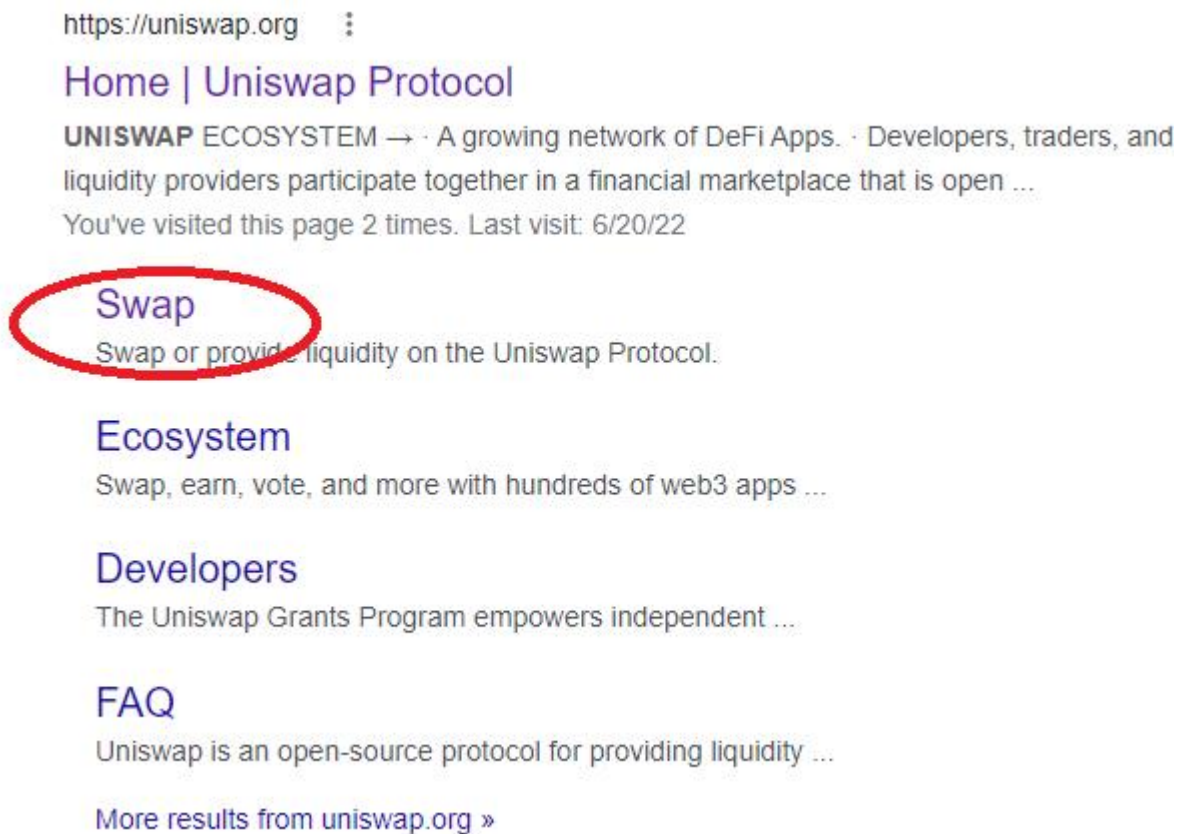 https://uniswap.org
Home | Uniswap Protocol
UNISWAP ECOSYSTEM → · A growing network of DeFi Apps. · Developers, traders, and
liquidity providers participate together in a financial marketplace that is open ...
You've visited this page 2 times. Last visit: 6/20/22
Swap
Swap or provide liquidity on the Uniswap Protocol.
Ecosystem
Swap, earn, vote, and more with hundreds of web3 apps ...
Developers
The Uniswap Grants Program empowers independent ...
FAQ
Uniswap is an open-source protocol for providing liquidity ...
More results from uniswap.org »